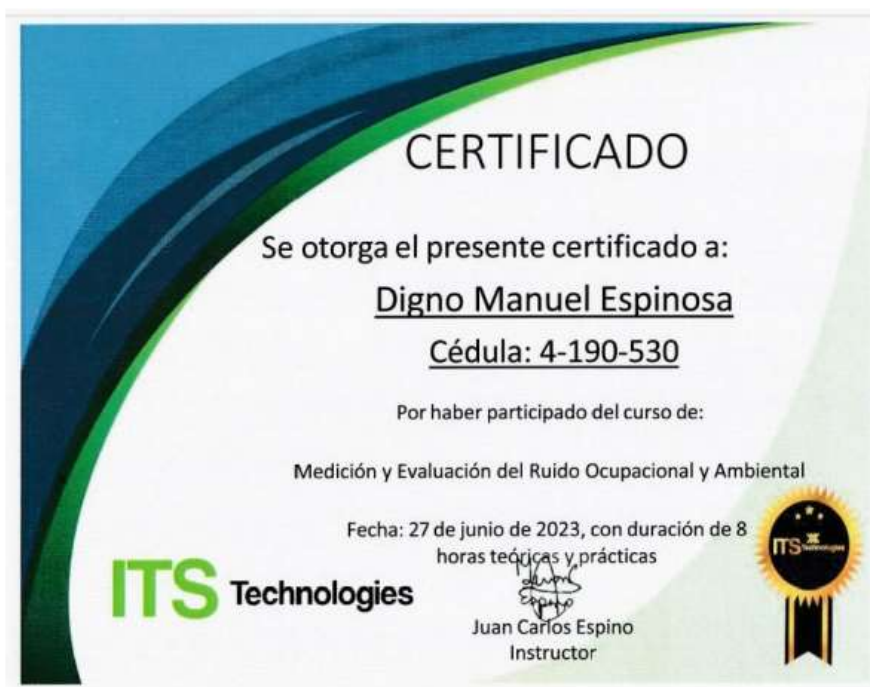 CERTIFICADO
Se otorga el presente certificado a:
Digno Manuel Espinosa
Cédula: 4-190-530
Por haber participado del curso de:
Medición y Evaluación del Ruido Ocupacional y Ambiental
Fecha: 27 de junio de 2023, con duración de 8
horas teóricas y prácticas
ITS Technologies
ITS Technologies
Juan Carlos Espino
Instructor